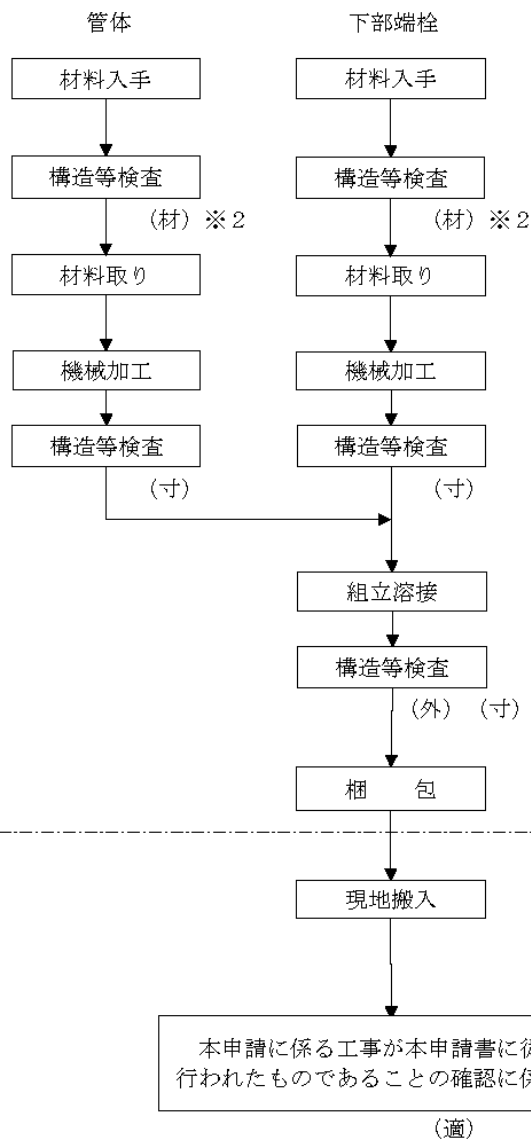 管体 下部端栓
材料入手 材料入手
構造等検査 構造等検査
(材) ※2 (材) ※2
材料取り 材料取り
機械加工 機械加工
構造等検査 構造等検査
(寸) (寸)
組立溶接
構造等検査
(外) (寸)
梱 包
現地搬入
本申請に係る工事が本申請書に従
行われたものであることの確認に係
(適)